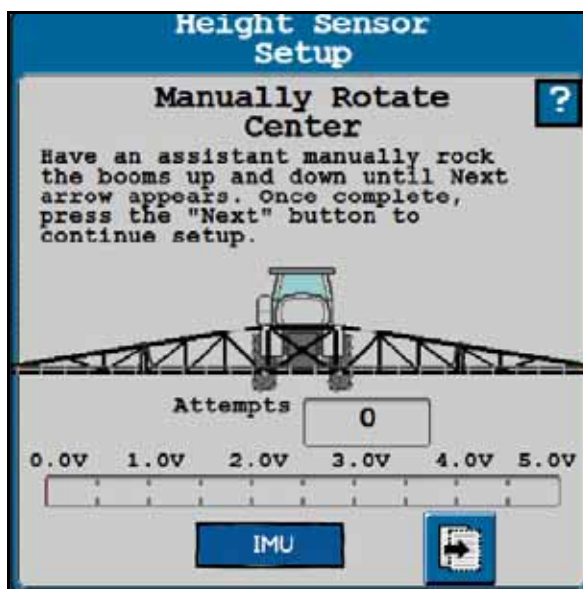 Height Sensor
Setup
Manually Rotate
Center
?
Have an assistant manually rock
the booms up and down until Next
arrow appears. Once complete,
press the "Next" button to
continue setup.
Attempts 0
0.0V 1.0V 2.0V 3.0V 4.0V 5.0V
IMU